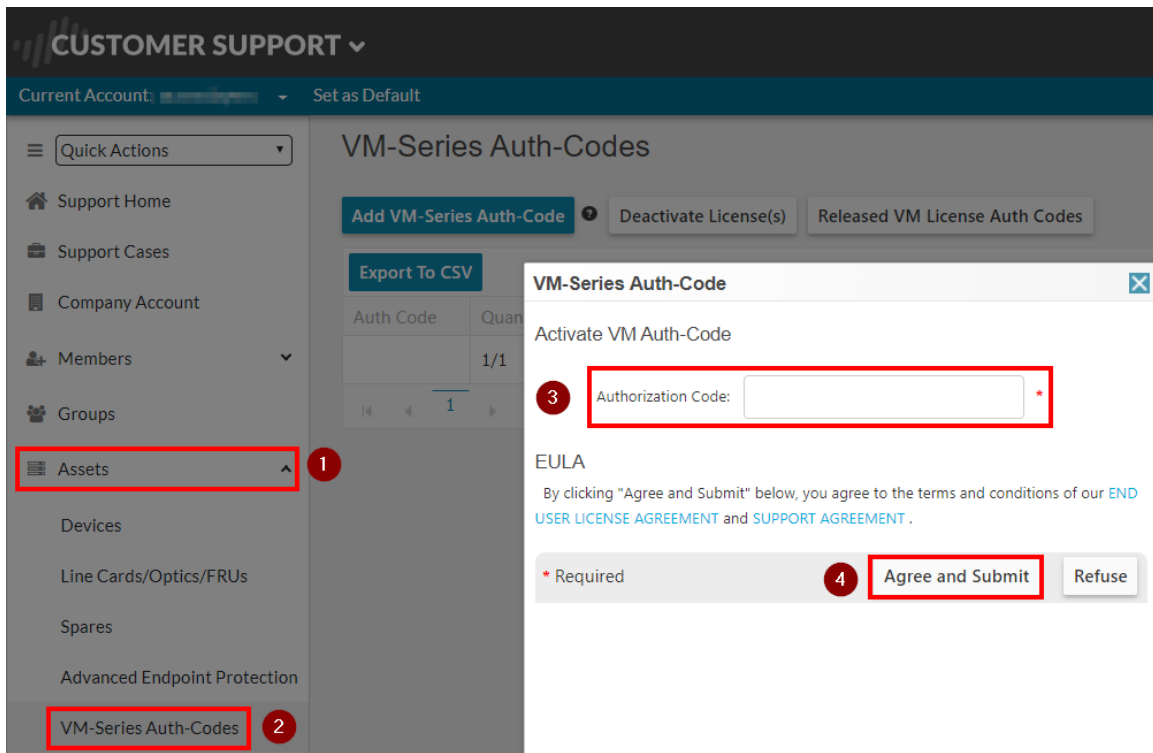 CUSTOMER SUPPORT
Current Account:
Set as Default
Quick Actions
Support Home
Support Cases
Company Account
Members
Groups
Assets
1
Devices
Line Cards/Optics/FRUs
Spares
Advanced Endpoint Protection
VM-Series Auth-Codes
2
VM-Series Auth-Codes
Add VM-Series Auth-Code ? Deactivate License(s) Released VM License Auth Codes
Export To CSV
Auth Code Quan
1/1
1
VM-Series Auth-Code
Activate VM Auth-Code
3 Authorization Code: *
EULA
By clicking "Agree and Submit" below, you agree to the terms and conditions of our END
USER LICENSE AGREEMENT and SUPPORT AGREEMENT .
* Required 4 Agree and Submit Refuse